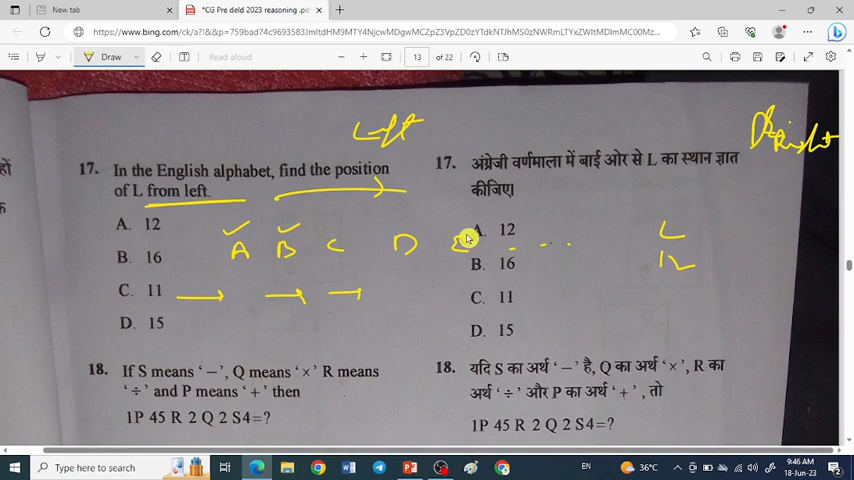 New tab
*CG Pre deld 2023 reasoning .pdf
https://www.bing.com/ck/a?!&&p=759bad74c9693583JmltdHM9MTY4NjcwMDgwMCZpZ3VpZD0zYTdkNTJhMS0zNWRmLTYxZWItMDJmMC00Mz...
Draw
Read aloud
13
of 22
Left
Right
17. In the English alphabet, find the position
of L from left.
A. 12
B. 16
C. 11
D. 15
A B C D E ...
18. If S means '−', Q means '×' R means
'÷' and P means '+' then
1P 45 R 2 Q 2 S4=?
हों
17. अंग्रेजी वर्णमाला में बाईं ओर से L का स्थान ज्ञात
कीजिए।
A. 12
B. 16
C. 11
D. 15
L
12
18. यदि S का अर्थ '−' है, Q का अर्थ '×', R का
अर्थ '÷' और P का अर्थ '+', तो
1P 45 R 2 Q 2 S4=?
Type here to search
EN
36°C
9:46 AM
18-Jun-23